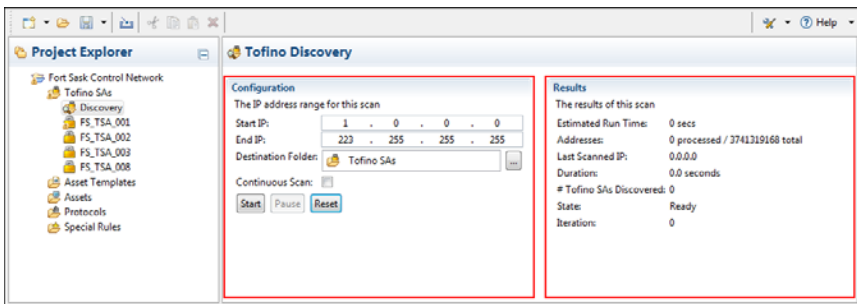 Help
Project Explorer
Fort Sask Control Network
Tofino SAs
Discovery
FS_TSA_001
FS_TSA_002
FS_TSA_003
FS_TSA_008
Asset Templates
Assets
Protocols
Special Rules
Tofino Discovery
Configuration
The IP address range for this scan
Start IP: 1 . 0 . 0 . 0
End IP: 223 . 255 . 255 . 255
Destination Folder: Tofino SAs ...
Continuous Scan:
Start Pause Reset
Results
The results of this scan
Estimated Run Time: 0 secs
Addresses: 0 processed / 3741319168 total
Last Scanned IP: 0.0.0.0
Duration: 0.0 seconds
# Tofino SAs Discovered: 0
State: Ready
Iteration: 0